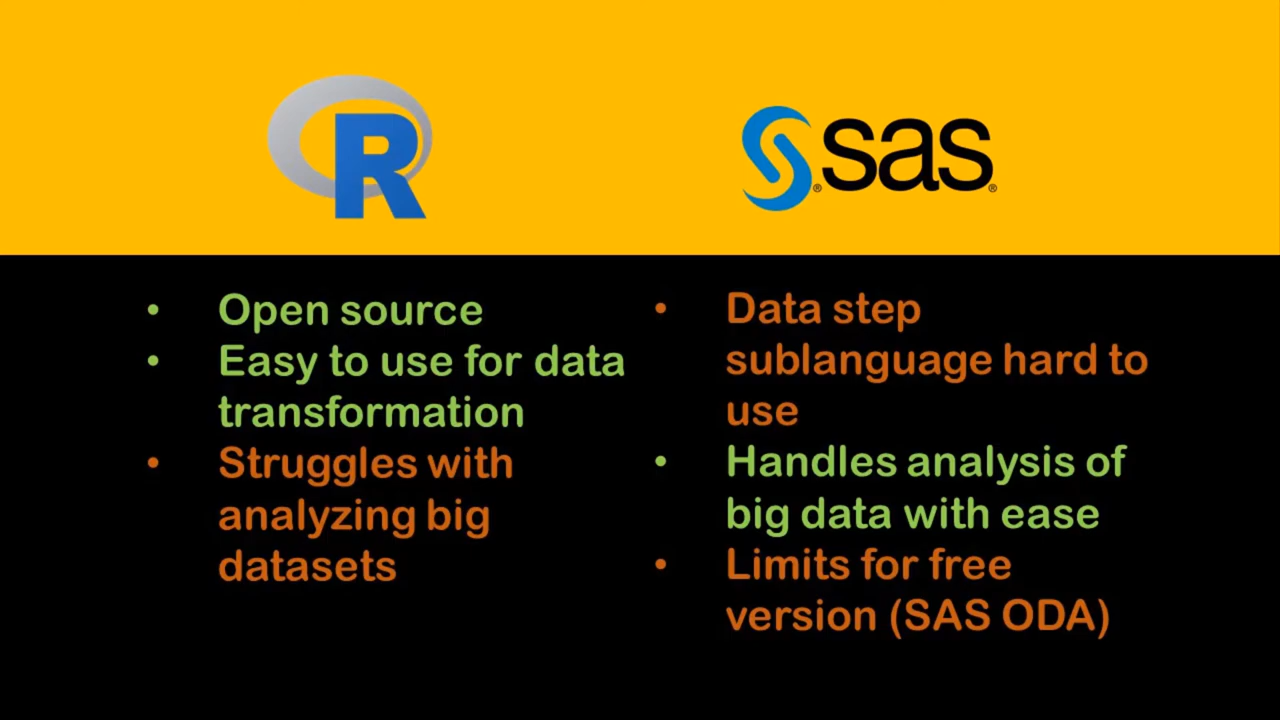 R
sas
• Open source
• Easy to use for data
transformation
• Struggles with
analyzing big
datasets
• Data step
sublanguage hard to
use
• Handles analysis of
big data with ease
• Limits for free
version (SAS ODA)